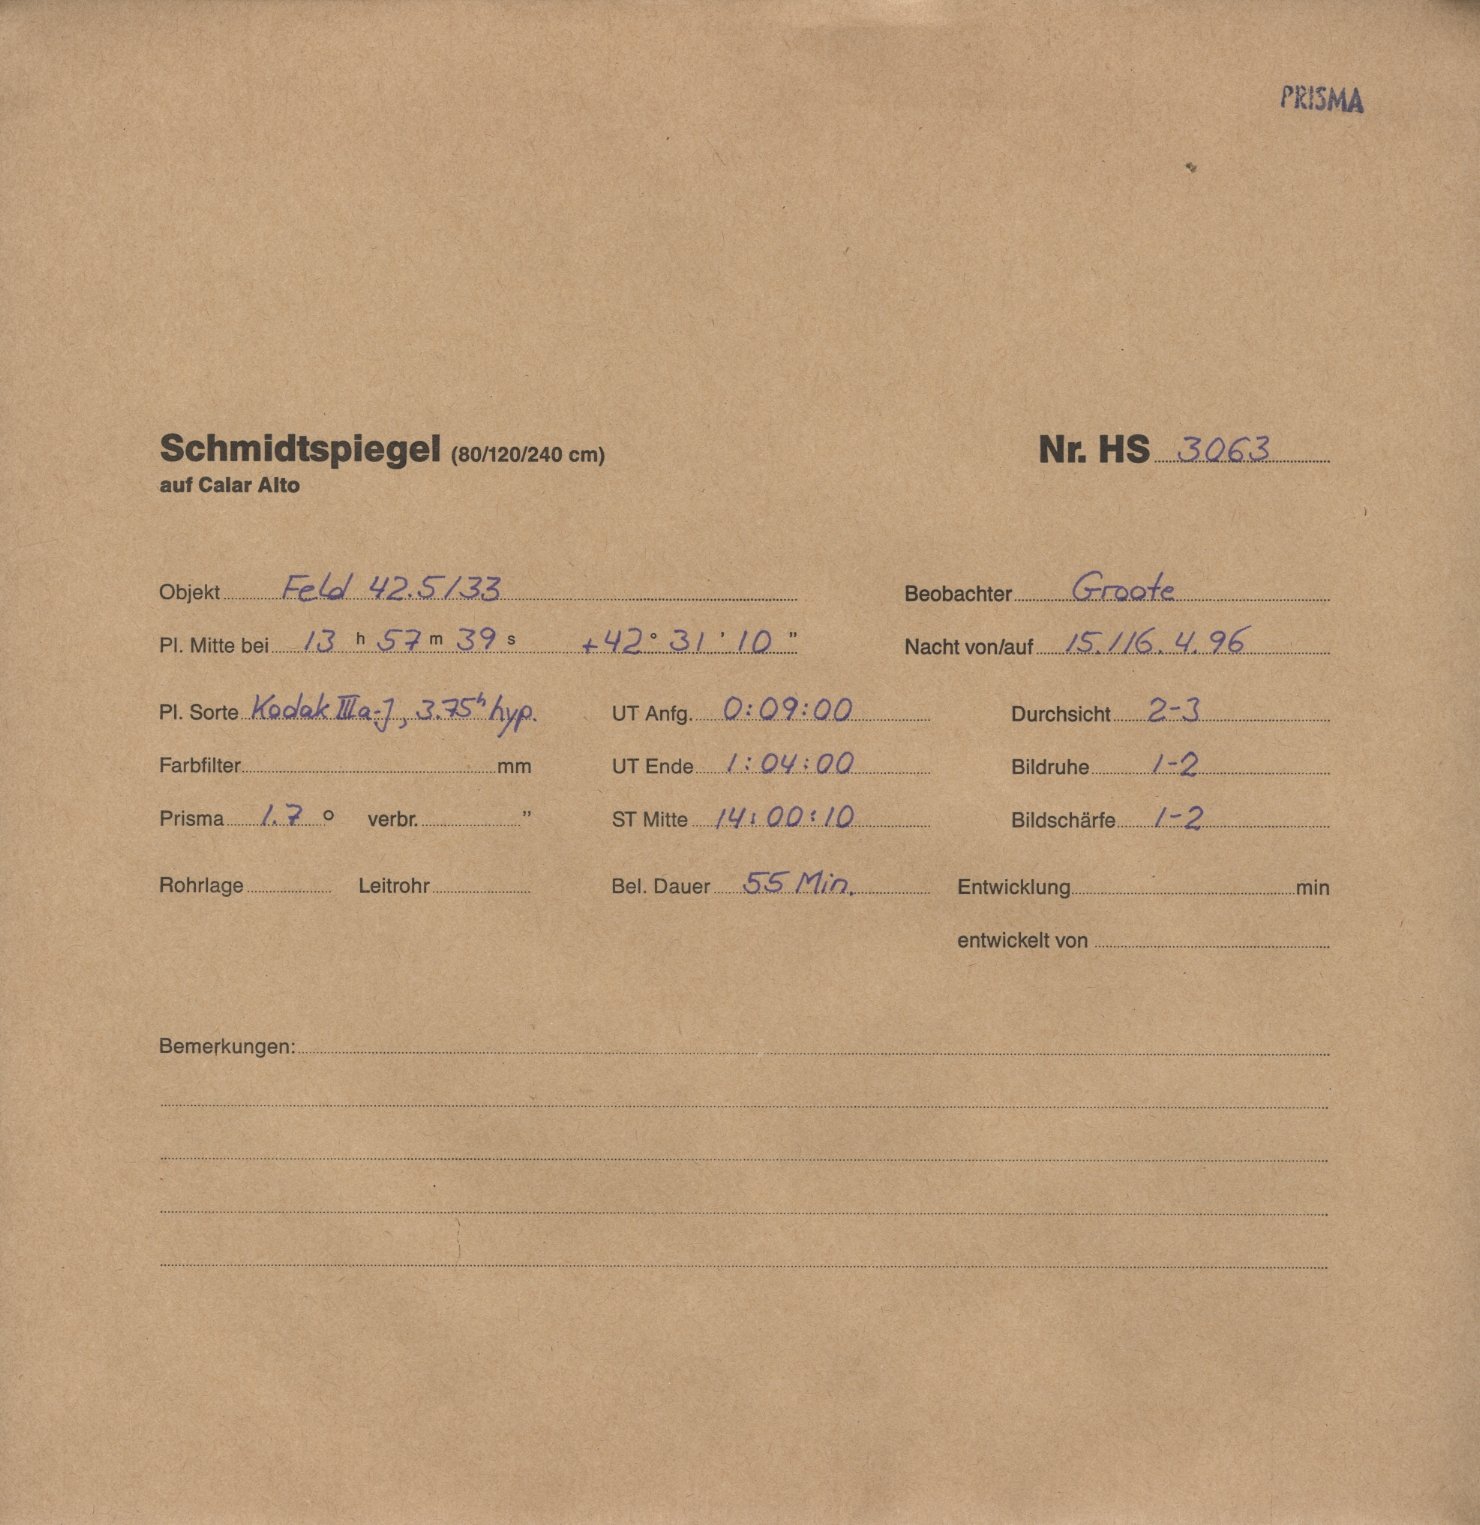 PRISMA
Schmidtspiegel (80/120/240 cm) Nr. HS 3063
auf Calar Alto
Objekt Feld 42.5/33 Beobachter Groote
Pl. Mitte bei 13 h 57 m 39 s +42° 31' 10" Nacht von/auf 15./16. 4. 96
Pl. Sorte Kodak IIIa-J, 3.75h hyp. UT Anfg. 0:09:00 Durchsicht 2-3
Farbfilter mm UT Ende 1:04:00 Bildruhe 1-2
Prisma 1.7 ° verbr. " ST Mitte 14:00:10 Bildschärfe 1-2
Rohrlage Leitrohr Bel. Dauer 55 Min. Entwicklung min
entwickelt von
Bemerkungen: